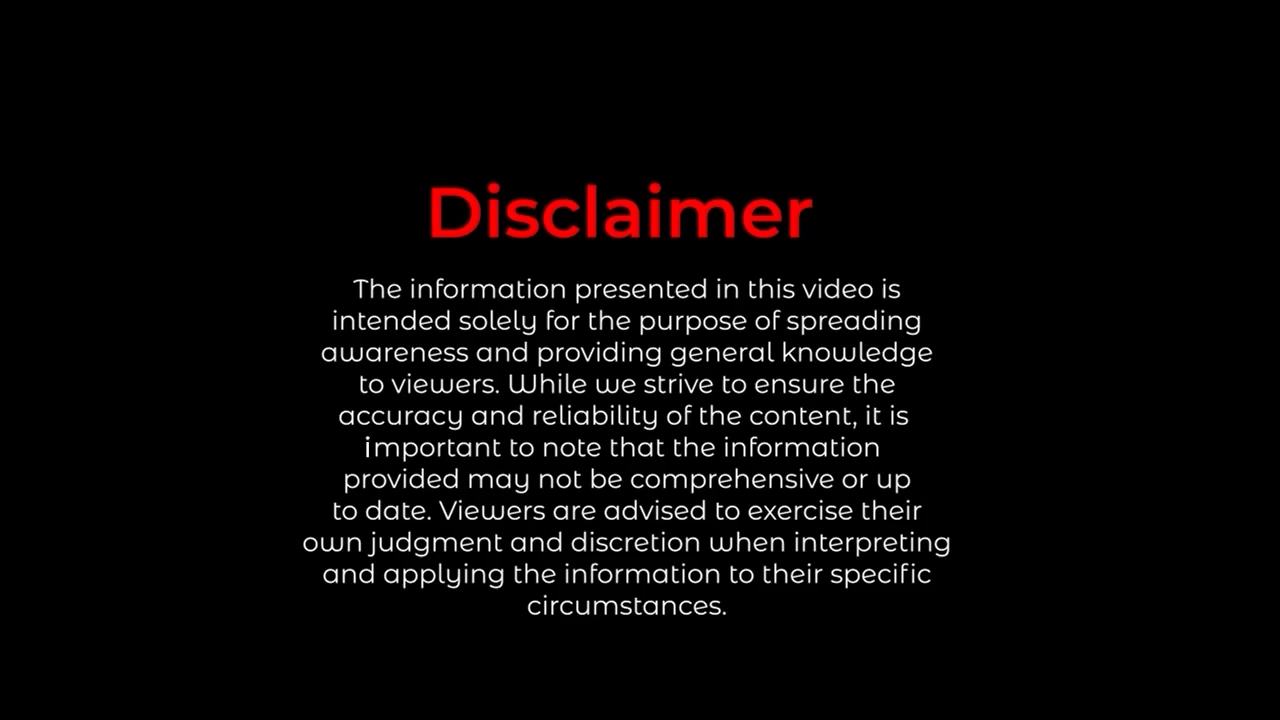 Disclaimer
The information presented in this video is
intended solely for the purpose of spreading
awareness and providing general knowledge
to viewers. While we strive to ensure the
accuracy and reliability of the content, it is
important to note that the information
provided may not be comprehensive or up
to date. Viewers are advised to exercise their
own judgment and discretion when interpreting
and applying the information to their specific
circumstances.